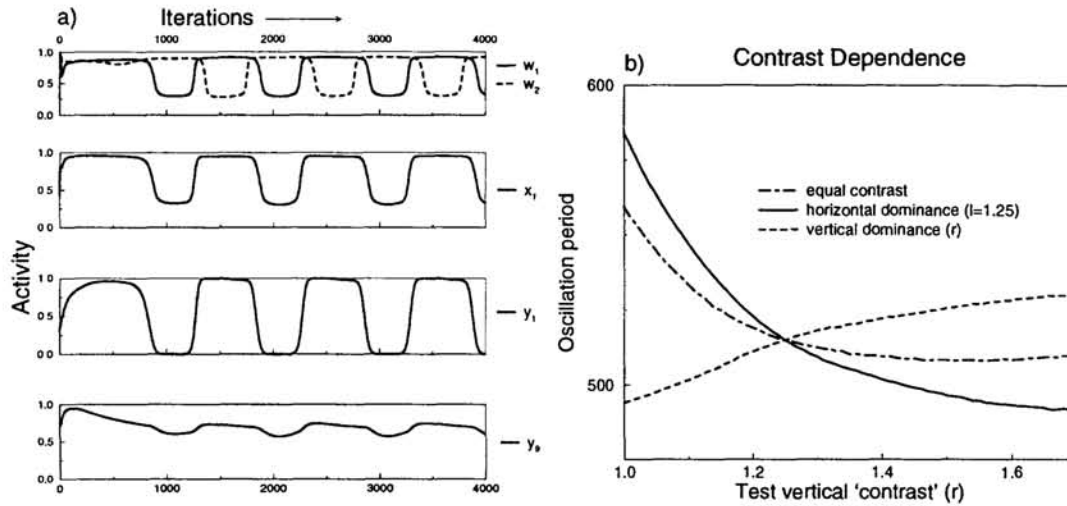 a)
Iterations
0 1000 2000 3000 4000
1.0
0.5
0.0
w1
w2
1.0
0.5
0.0
x1
1.0
0.5
0.0
y1
1.0
0.5
0.0
y9
0 1000 2000 3000 4000
Activity
b)
Contrast Dependence
600
500
Oscillation period
equal contrast
horizontal dominance (l=1.25)
vertical dominance (r)
1.0 1.2 1.4 1.6
Test vertical 'contrast' (r)